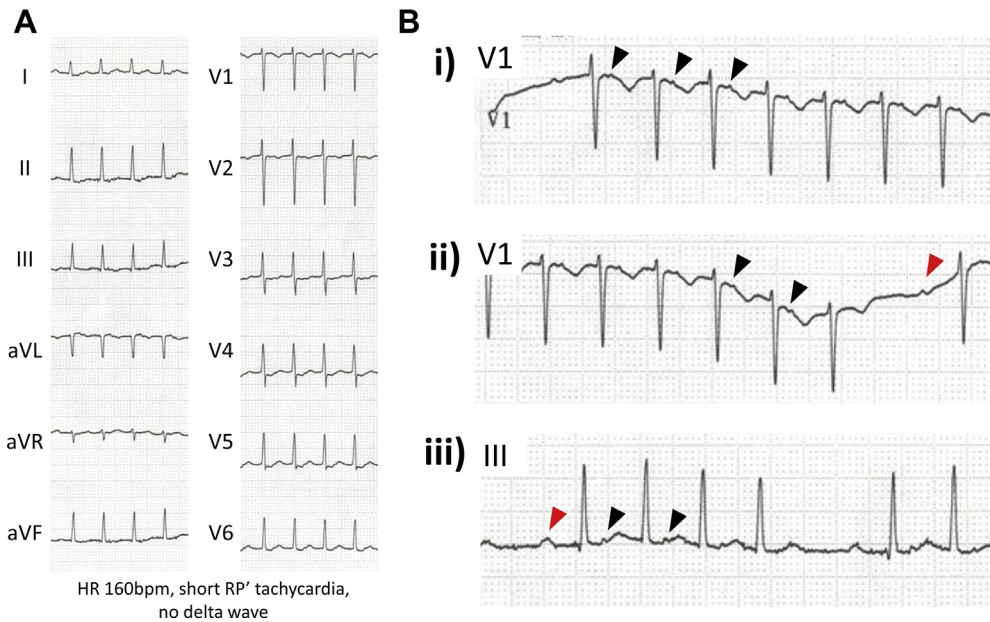 A
B
I
V1
II
V2
III
V3
aVL
V4
aVR
V5
aVF
V6
HR 160bpm, short RP’ tachycardia,
no delta wave
i) V1
V1
ii) V1
iii) III